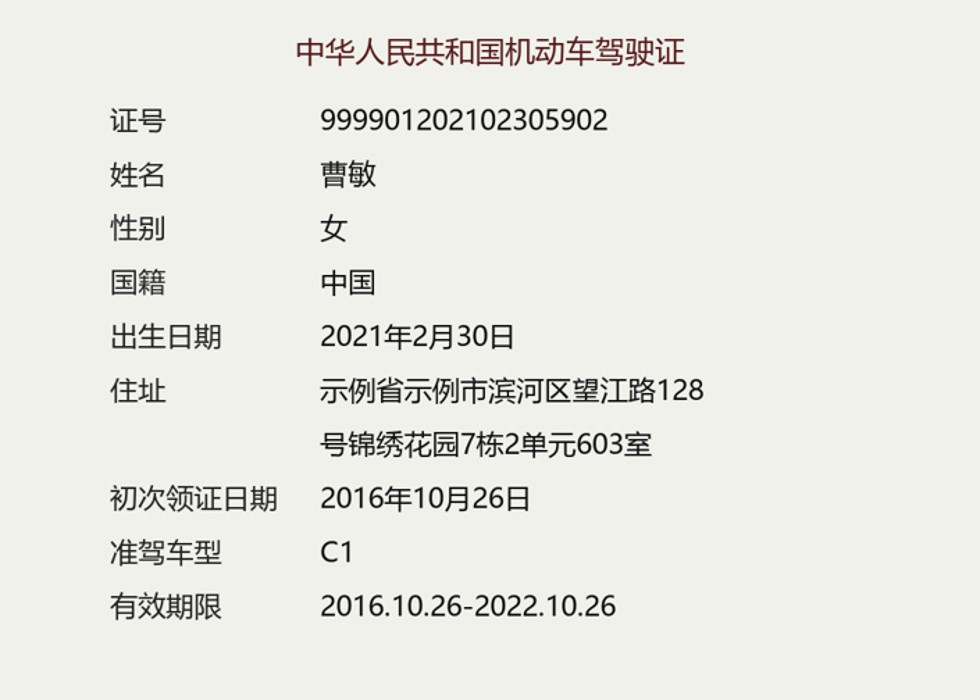 中华人民共和国机动车驾驶证
证号 999901202102305902
姓名 曹敏
性别 女
国籍 中国
出生日期 2021年2月30日
住址 示例省示例市滨河区望江路128
号锦绣花园7栋2单元603室
初次领证日期 2016年10月26日
准驾车型 C1
有效期限 2016.10.26-2022.10.26